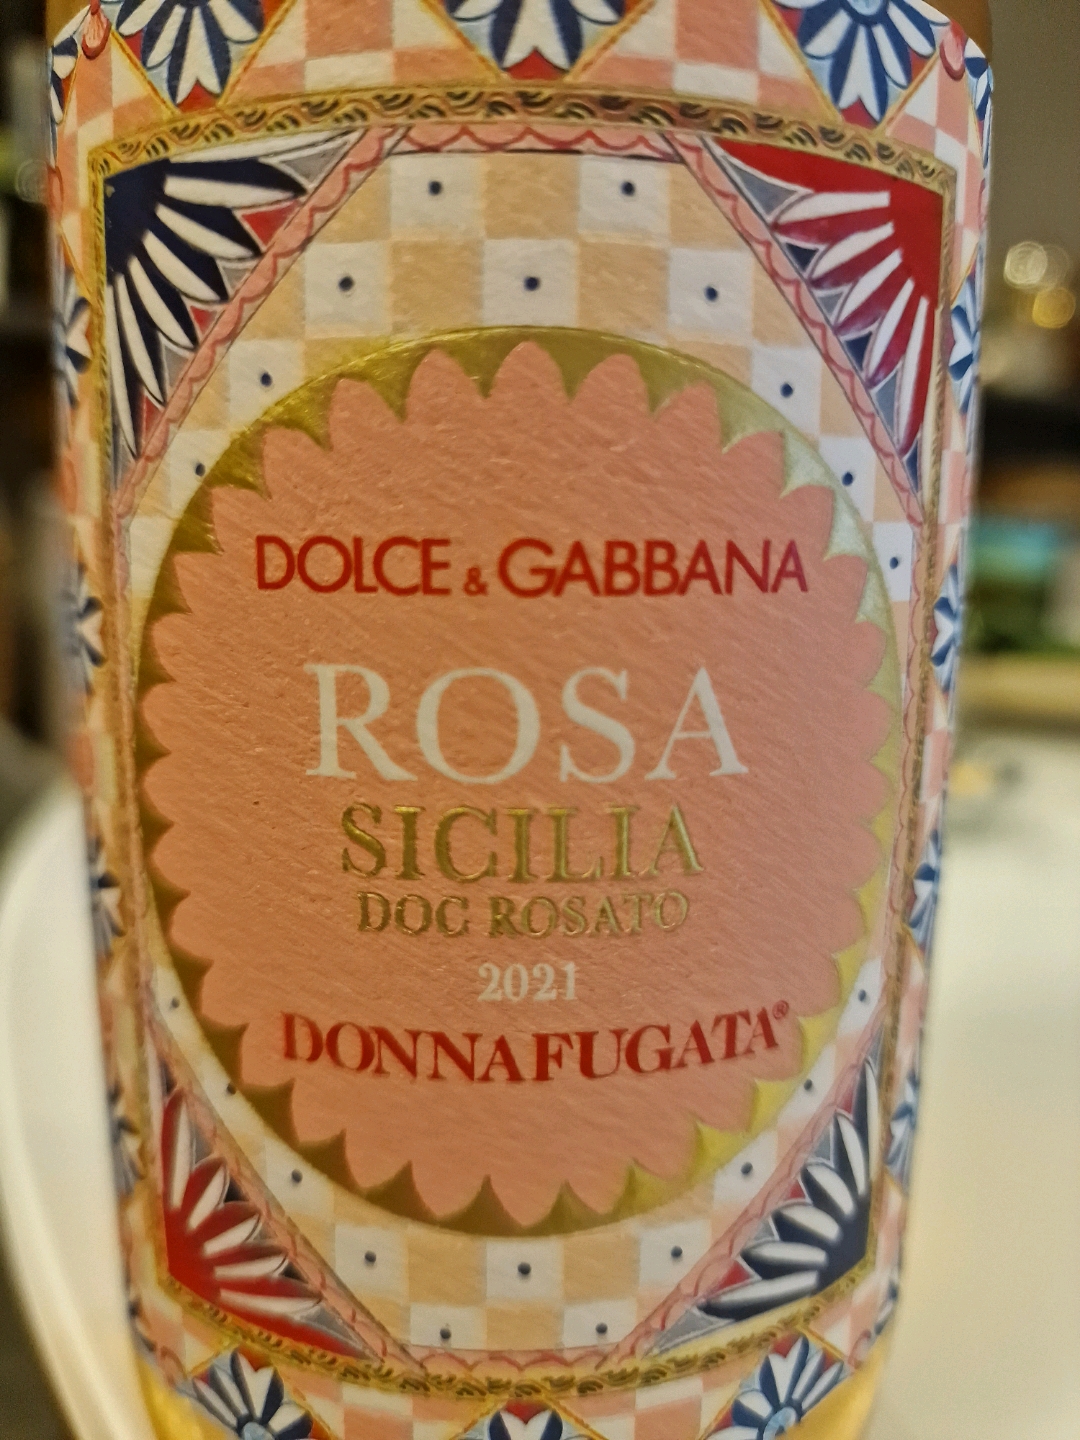 DOLCE & GABBANA
ROSA
SICILIA
DOC ROSATO
2021
DONNAFUGATA®